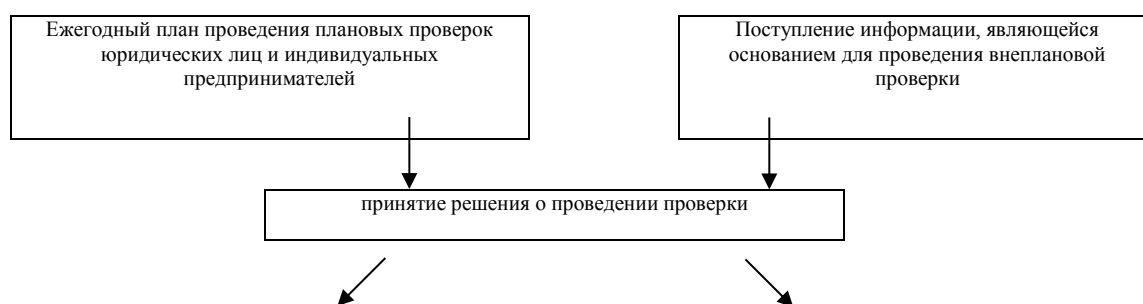 Ежегодный план проведения плановых проверок
юридических лиц и индивидуальных
предпринимателей
Поступление информации, являющейся
основанием для проведения внеплановой
проверки
принятие решения о проведении проверки